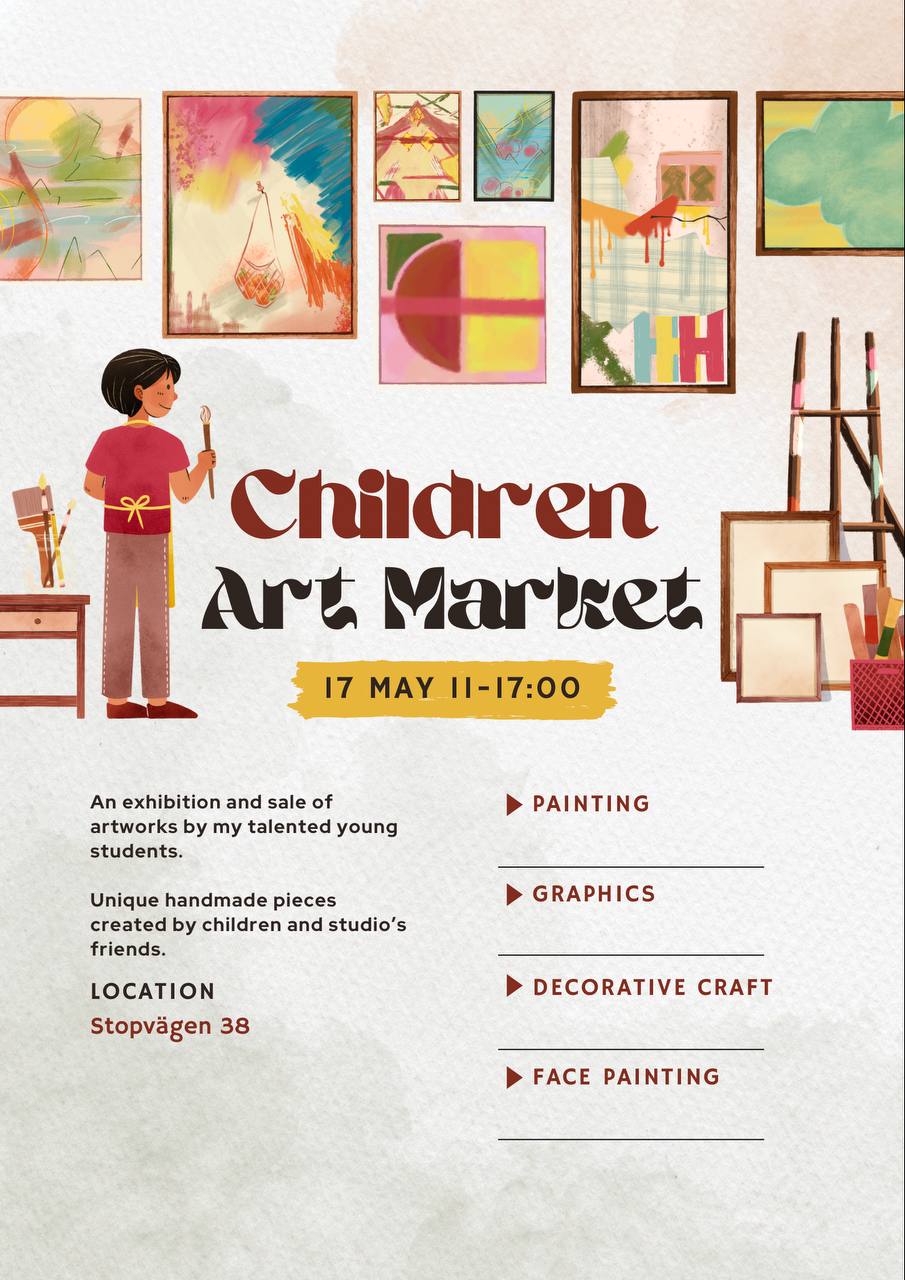 Children
Art Market
17 MAY 11-17:00
An exhibition and sale of
artworks by my talented young
students.
Unique handmade pieces
created by children and studio’s
friends.
LOCATION
Stopvägen 38
PAINTING
GRAPHICS
DECORATIVE CRAFT
FACE PAINTING